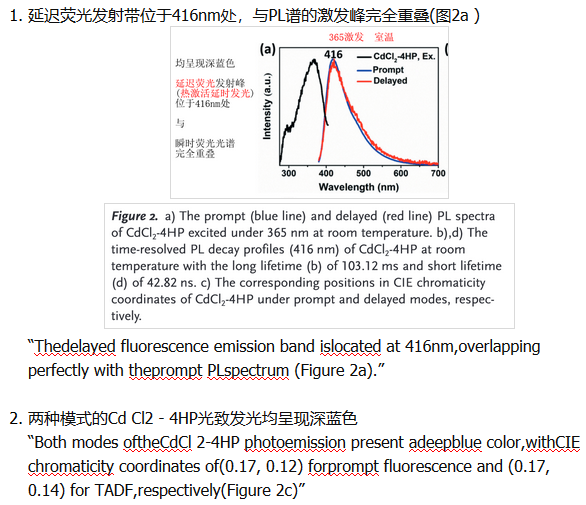 1. 延迟荧光发射带位于416nm处，与PL谱的激发峰完全重叠(图2a )
365激发 室温
均呈现深蓝色
延迟荧光发射峰
(热激活延时发光)
位于416nm处
与
瞬时荧光光谱
完全重叠
(a)
416
CdCl2-4HP, Ex.
Prompt
Delayed
(
Intensity (a.u.)
300 400 500 600 700
Wavelength (nm)
Figure 2. a) The prompt (blue line) and delayed (red line) PL spectra
of CdCl2-4HP excited under 365 nm at room temperature. b),d) The
time-resolved PL decay profiles (416 nm) of CdCl2-4HP at room
temperature with the long lifetime (b) of 103.12 ms and short lifetime
(d) of 42.82 ns. c) The corresponding positions in CIE chromaticity
coordinates of CdCl2-4HP under prompt and delayed modes, respec-
tively.
“Thedelayed fluorescence emission band islocated at 416nm,overlapping
perfectly with theprompt PLspectrum (Figure 2a).”
2. 两种模式的Cd Cl2 - 4HP光致发光均呈现深蓝色
“Both modes oftheCdCl 2-4HP photoemission present adeepblue color,withCIE
chromaticity coordinates of(0.17, 0.12) forprompt fluorescence and (0.17,
0.14) for TADF,respectively(Figure 2c)”